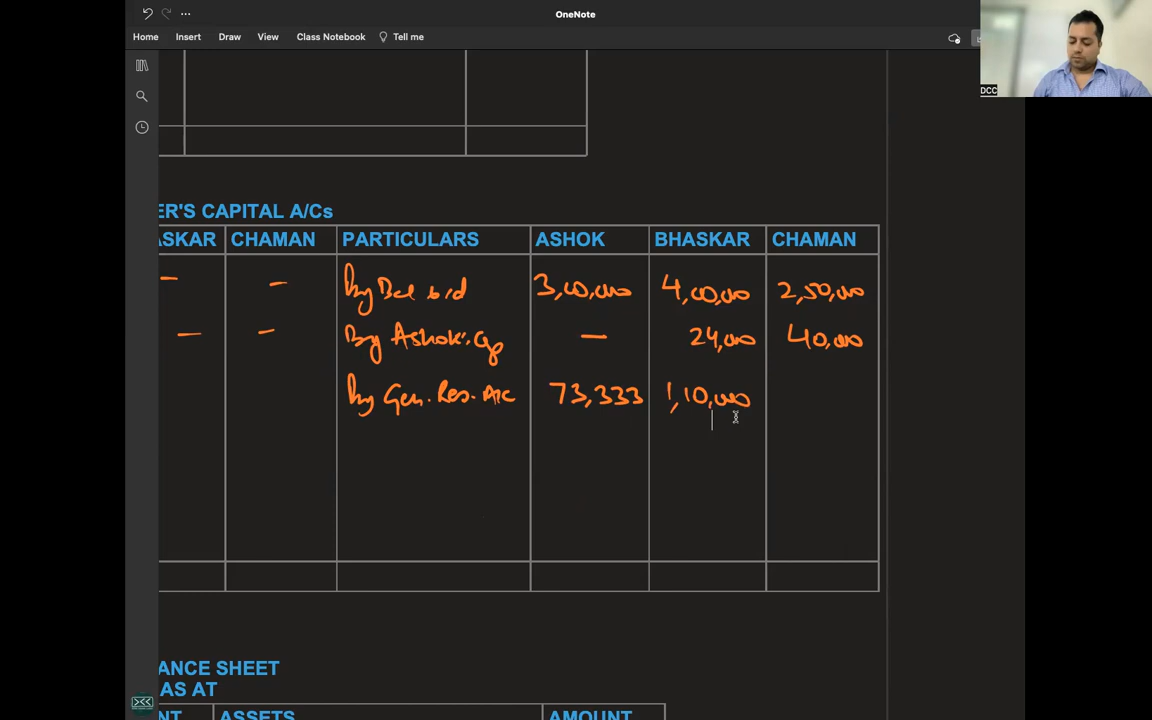 OneNote
Home Insert Draw View Class Notebook Tell me
DCC
ER'S CAPITAL A/Cs
ASKAR CHAMAN PARTICULARS ASHOK BHASKAR CHAMAN
– – By Bal b/d 3,00,000 4,00,000 2,50,000
– – By Ashok's Cap – 24,000 40,000
By Gen. Res. A/c 73,333 1,10,000
ANCE SHEET
AS AT
NT ASSETS AMOUNT